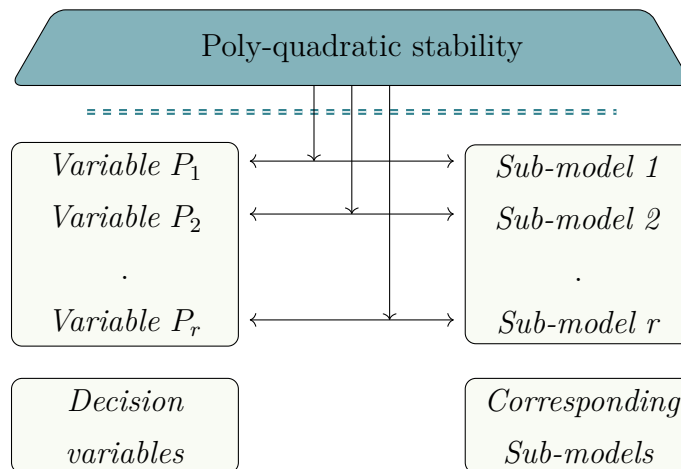 Poly-quadratic stability
Variable P₁
Sub-model 1
Variable P₂
Sub-model 2
.
.
Variable Pᵣ
Sub-model r
Decision
variables
Corresponding
Sub-models